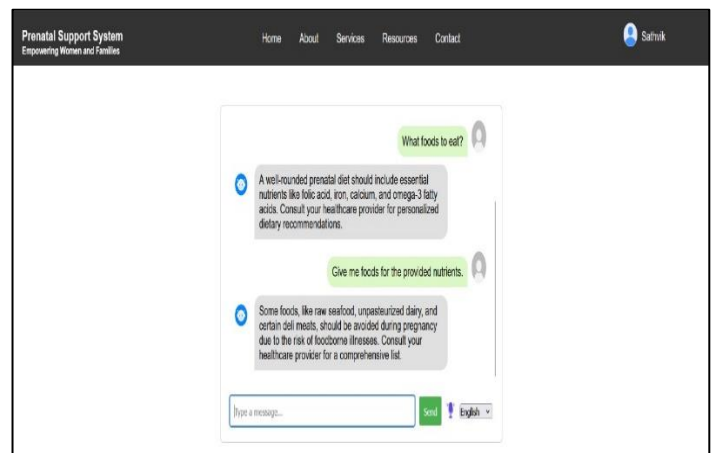 Prenatal Support System
Empowering Women and Families
Home About Services Resources Contact
Sathvik
What foods to eat?
A well-rounded prenatal diet should include essential
nutrients like folic acid, iron, calcium, and omega-3 fatty
acids. Consult your healthcare provider for personalized
dietary recommendations.
Give me foods for the provided nutrients.
Some foods, like raw seafood, unpasteurized dairy, and
certain deli meats, should be avoided during pregnancy
due to the risk of foodborne illnesses. Consult your
healthcare provider for a comprehensive list.
Type a message...
Send
English